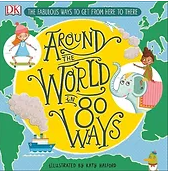 DK
THE FABULOUS WAYS TO GET FROM HERE TO THERE
AROUND
THE
WORLD
IN 80
WAYS
ILLUSTRATED BY KATY HALFORD